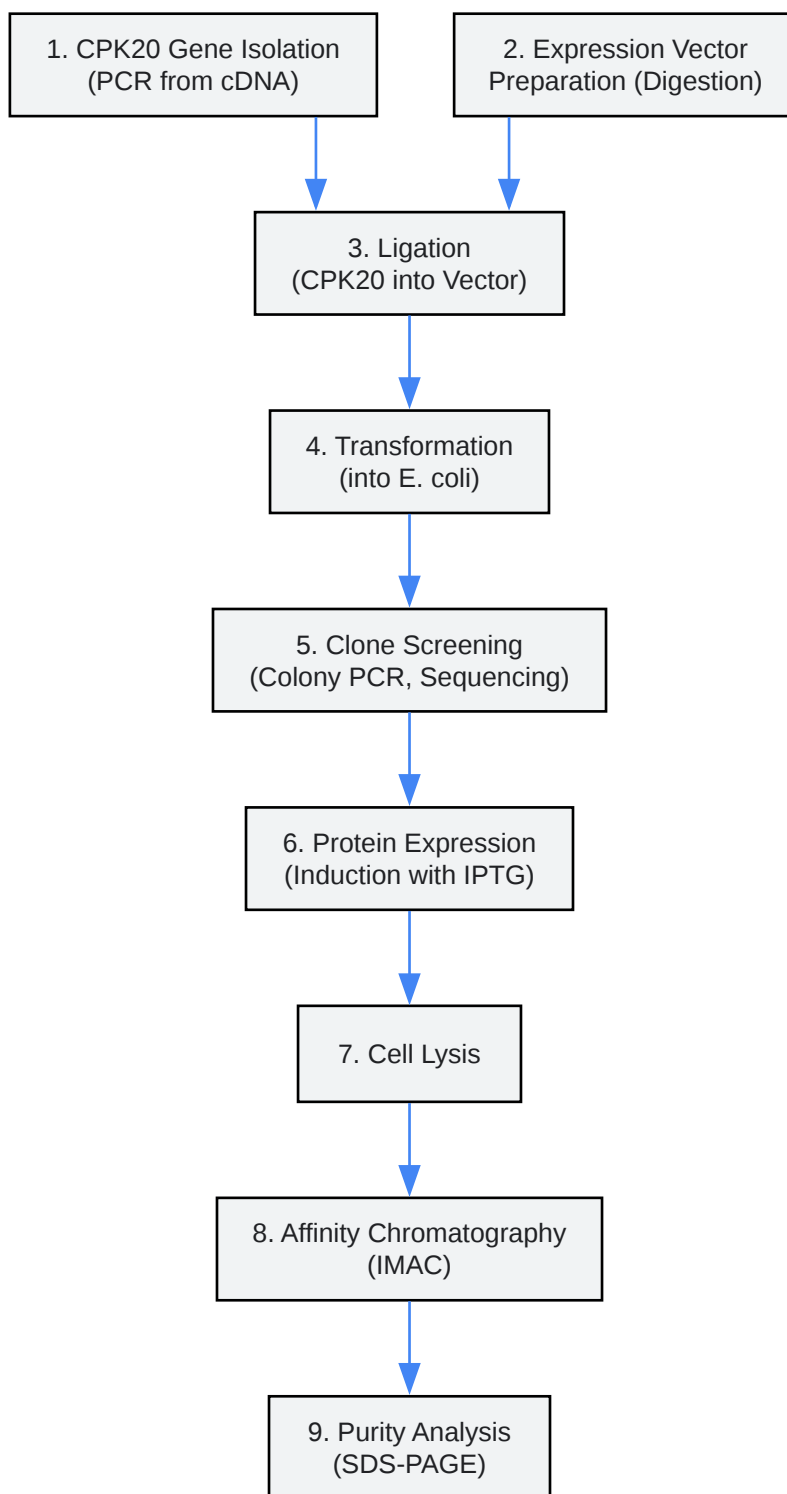 1. CPK20 Gene Isolation
(PCR from cDNA)
2. Expression Vector
Preparation (Digestion)
3. Ligation
(CPK20 into Vector)
4. Transformation
(into E. coli)
5. Clone Screening
(Colony PCR, Sequencing)
6. Protein Expression
(Induction with IPTG)
7. Cell Lysis
8. Affinity Chromatography
(IMAC)
9. Purity Analysis
(SDS-PAGE)